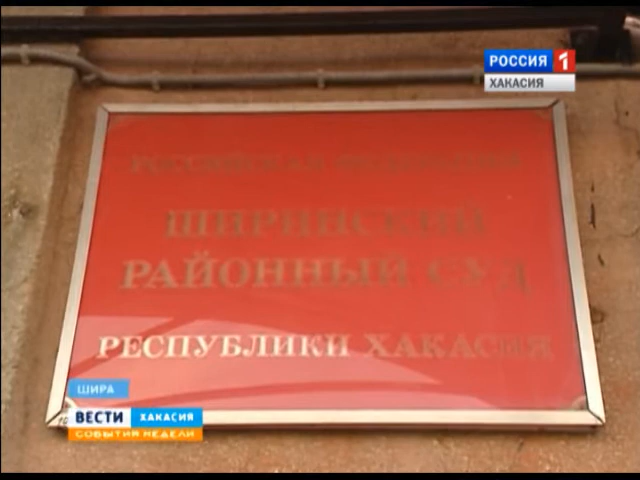 РОССИЯ 1
ХАКАСИЯ
РОССИЙСКАЯ ФЕДЕРАЦИЯ
ШИРИНСКИЙ
РАЙОННЫЙ СУД
РЕСПУБЛИКИ ХАКАСИЯ
ШИРА
ВЕСТИ ХАКАСИЯ
СОБЫТИЯ НЕДЕЛИ